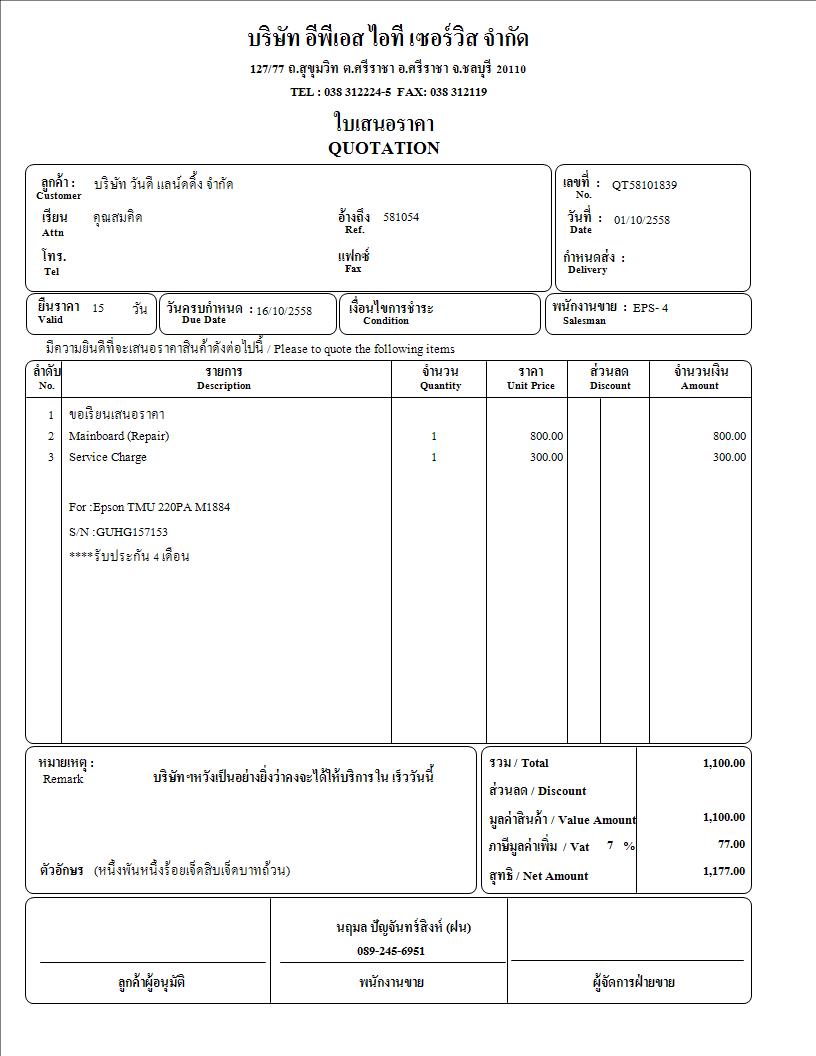 บริษัท อีพีเอส ไอที เซอร์วิส จำกัด
127/77 ถ.สุขุมวิท ต.ศรีราชา อ.ศรีราชา จ.ชลบุรี 20110
TEL : 038 312224-5 FAX: 038 312119
ใบเสนอราคา
QUOTATION
ลูกค้า : บริษัท วันดี แลน์ดดิ้ง จำกัด
Customer
เรียน คุณสมคิด อ้างถึง 581054
Attn Ref.
โทร. แฟกซ์
Tel Fax
เลขที่ : QT58101839
No.
วันที่ : 01/10/2558
Date
กำหนดส่ง :
Delivery
ยืนราคา 15 วัน
Valid
วันครบกำหนด : 16/10/2558
Due Date
เงื่อนไขการชำระ
Condition
พนักงานขาย : EPS- 4
Salesman
มีความยินดีที่จะเสนอราคาสินค้าดังต่อไปนี้ / Please to quote the following items
ลำดับ รายการ จำนวน ราคา ส่วนลด จำนวนเงิน
No. Description Quantity Unit Price Discount Amount
1 ขอเรียนเสนอราคา
2 Mainboard (Repair) 1 800.00 800.00
3 Service Charge 1 300.00 300.00
For :Epson TMU 220PA M1884
S/N :GUHG157153
****รับประกัน 4 เดือน
หมายเหตุ :
Remark บริษัทฯหวังเป็นอย่างยิ่งว่าคงจะได้ให้บริการใน เร็ววันนี้
ตัวอักษร (หนึ่งพันหนึ่งร้อยเจ็ดสิบเจ็ดบาทถ้วน)
รวม / Total 1,100.00
ส่วนลด / Discount
มูลค่าสินค้า / Value Amount 1,100.00
ภาษีมูลค่าเพิ่ม / Vat 7 % 77.00
สุทธิ / Net Amount 1,177.00
นฤมล ปัญจันทร์สิงห์ (ฝน)
089-245-6951
ลูกค้าผู้อนุมัติ พนักงานขาย ผู้จัดการฝ่ายขาย